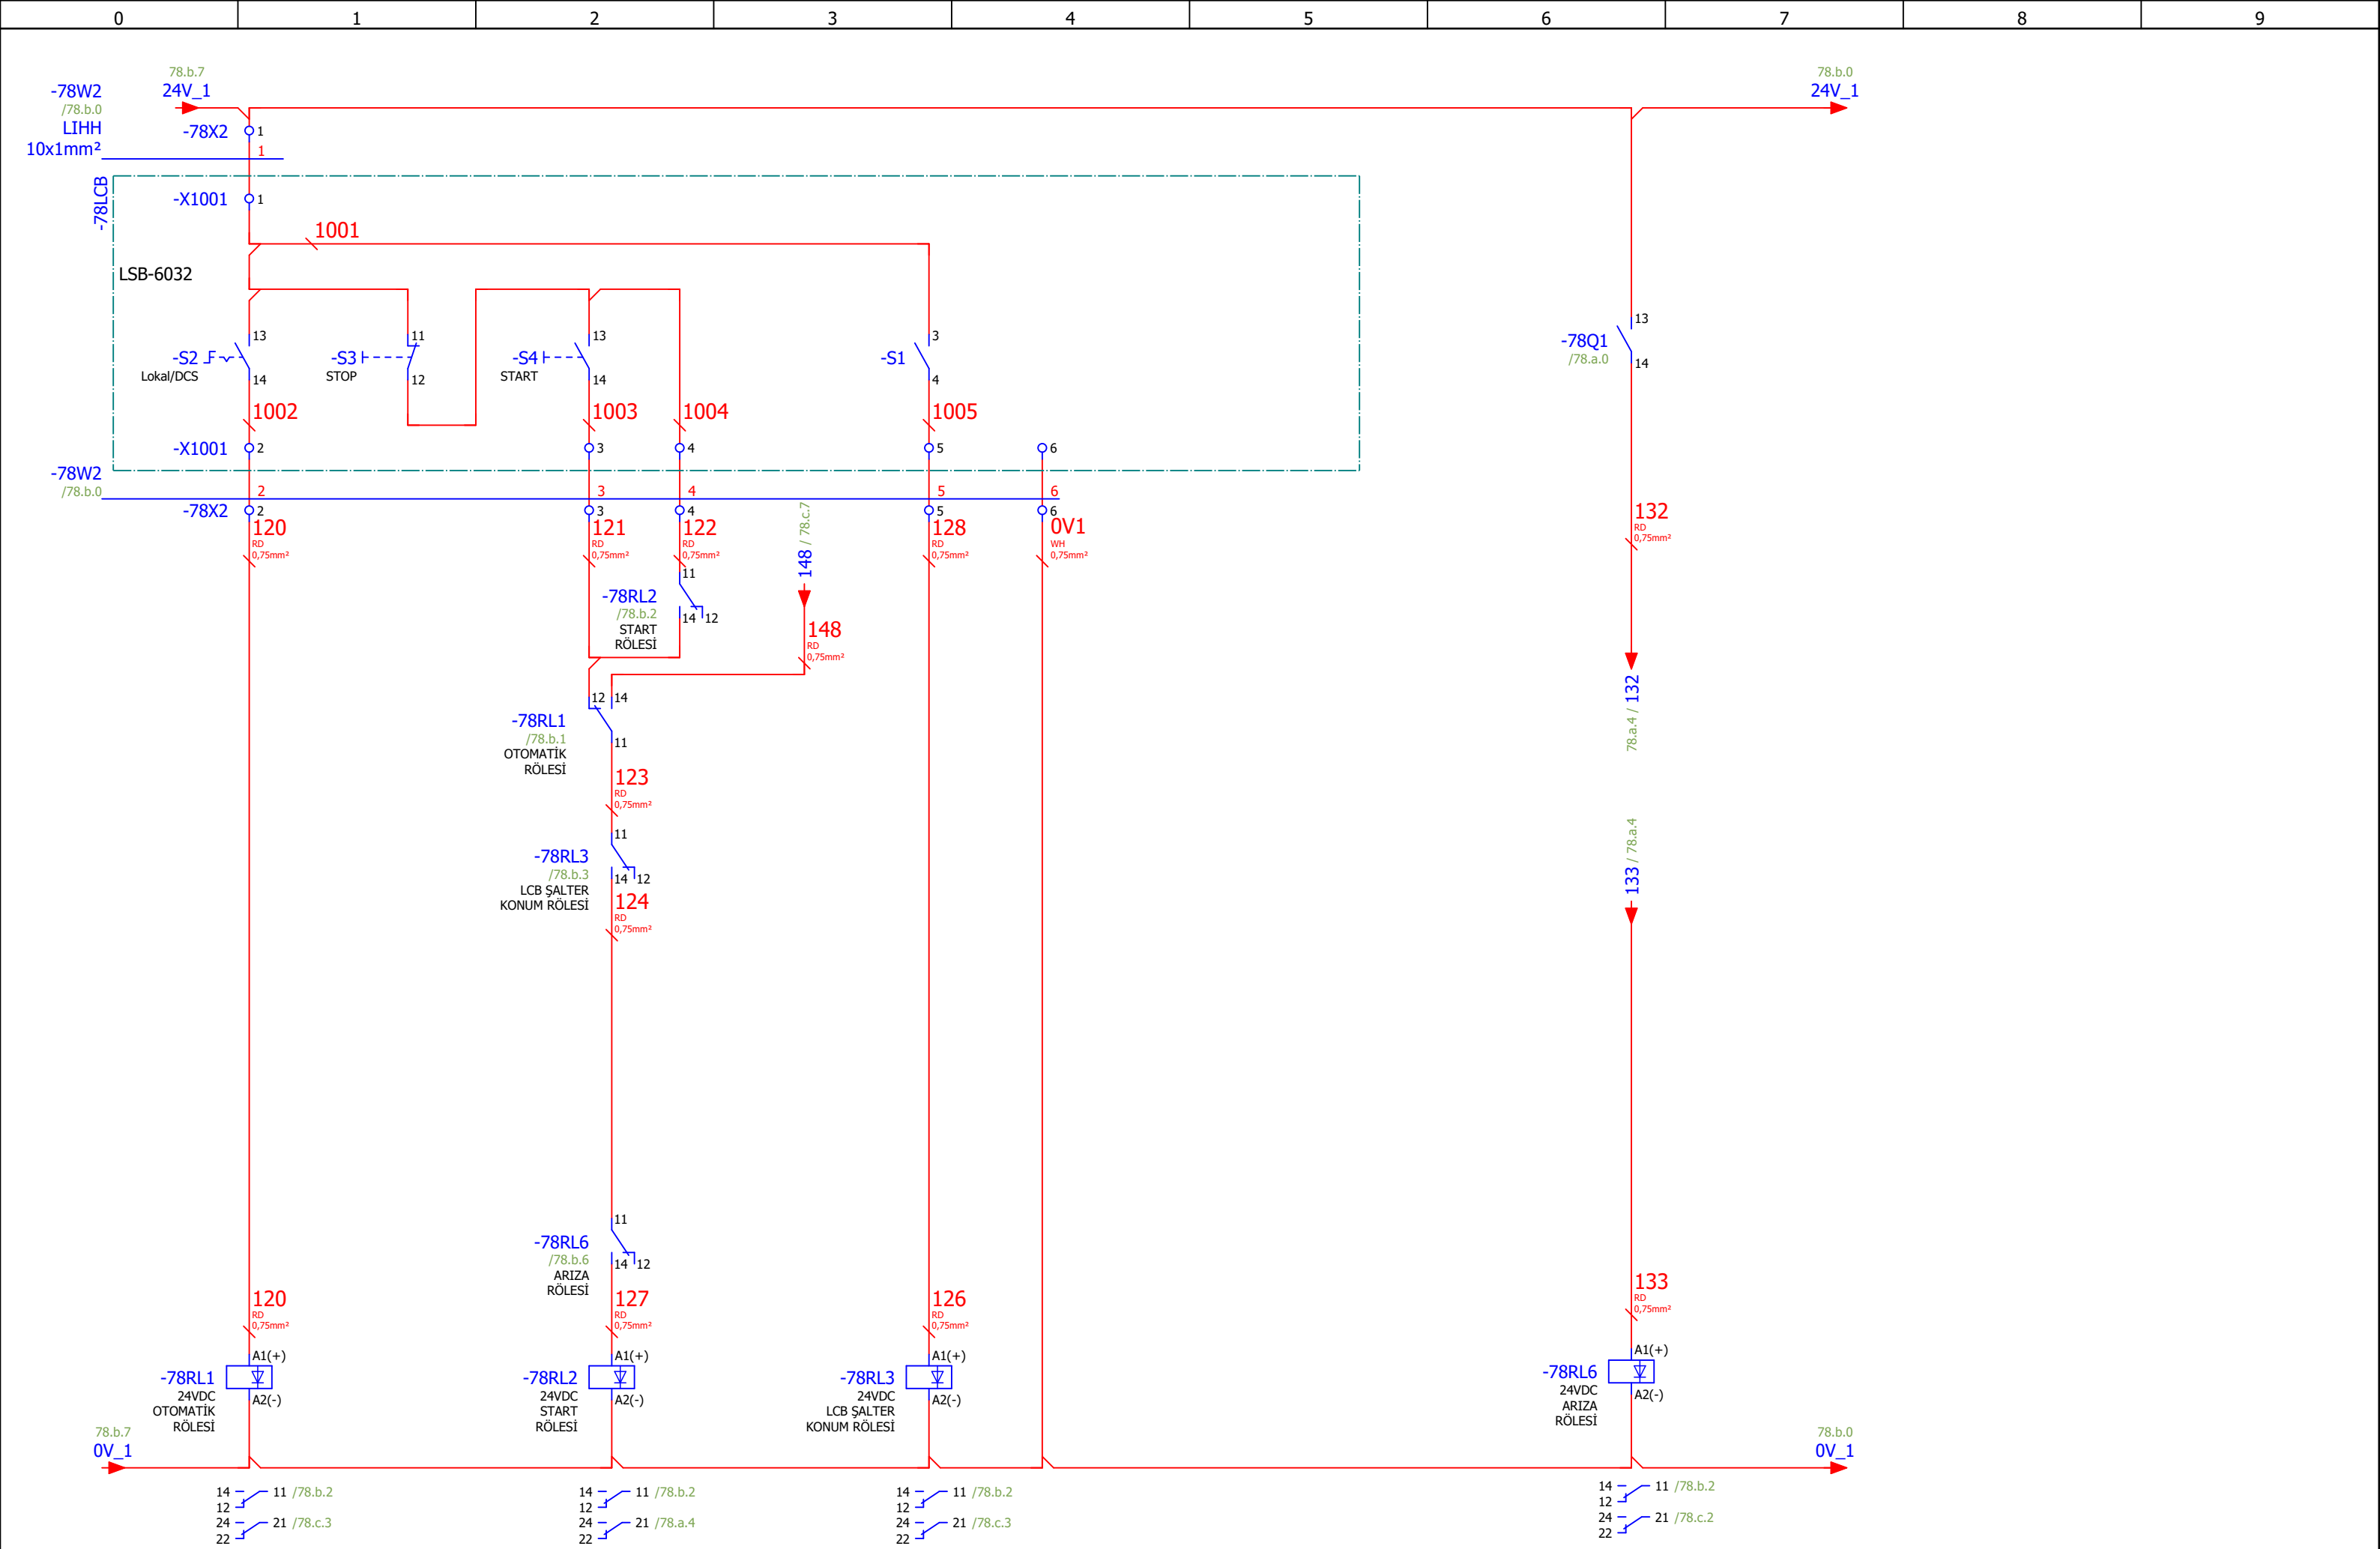 0 1 2 3 4 5 6 7 8 9
78.b.7
24V_1
78.b.0
24V_1
-78W2
/78.b.0
LIHH
10x1mm²
-78X2 1
1
-78LCB
-X1001 1
1001
LSB-6032
-S2 13 14
Lokal/DCS
-S3 11 12
STOP
-S4 13 14
START
-S1 3 4
-78Q1 13 14
/78.a.0
1002
1003
1004
1005
-X1001 2 3 4 5 6
-78W2
/78.b.0
2 3 4 5 6
-78X2 2 3 4 5 6
120
RD
0,75mm²
121
RD
0,75mm²
122
RD
0,75mm²
148 / 78.c.7
128
RD
0,75mm²
0V1
WH
0,75mm²
132
RD
0,75mm²
-78RL2 11 14 12
/78.b.2
START
RÖLESİ
148
RD
0,75mm²
78.a.4 / 132
-78RL1 12 14 11
/78.b.1
OTOMATİK
RÖLESİ
123
RD
0,75mm²
-78RL3 11 14 12
/78.b.3
LCB ŞALTER
KONUM RÖLESİ
124
RD
0,75mm²
133 / 78.a.4
-78RL6 11 14 12
/78.b.6
ARIZA
RÖLESİ
120
RD
0,75mm²
127
RD
0,75mm²
126
RD
0,75mm²
133
RD
0,75mm²
-78RL1 A1(+) A2(-)
24VDC
OTOMATİK
RÖLESİ
-78RL2 A1(+) A2(-)
24VDC
START
RÖLESİ
-78RL3 A1(+) A2(-)
24VDC
LCB ŞALTER
KONUM RÖLESİ
-78RL6 A1(+) A2(-)
24VDC
ARIZA
RÖLESİ
78.b.7
0V_1
78.b.0
0V_1
14 11 /78.b.2
12
24 21 /78.c.3
22
14 11 /78.b.2
12
24 21 /78.a.4
22
14 11 /78.b.2
12
24 21 /78.c.3
22
14 11 /78.b.2
12
24 21 /78.c.2
22